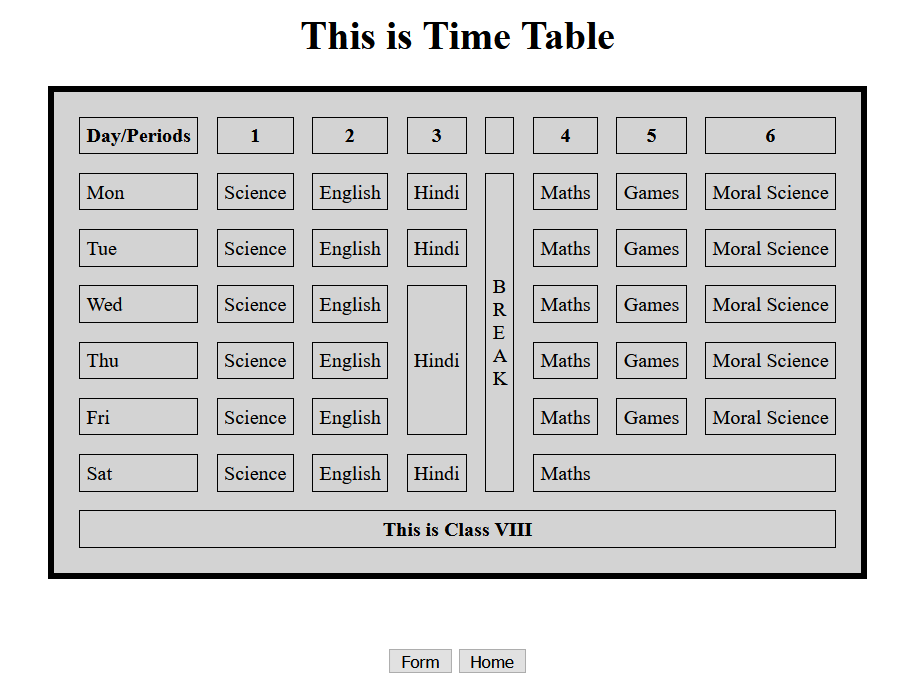 This is Time Table
Day/Periods 1 2 3 4 5 6
Mon Science English Hindi B
R
E
A
K Maths Games Moral Science
Tue Science English Hindi Maths Games Moral Science
Wed Science English Hindi Maths Games Moral Science
Thu Science English Maths Games Moral Science
Fri Science English Maths Games Moral Science
Sat Science English Hindi Maths
This is Class VIII
Form Home